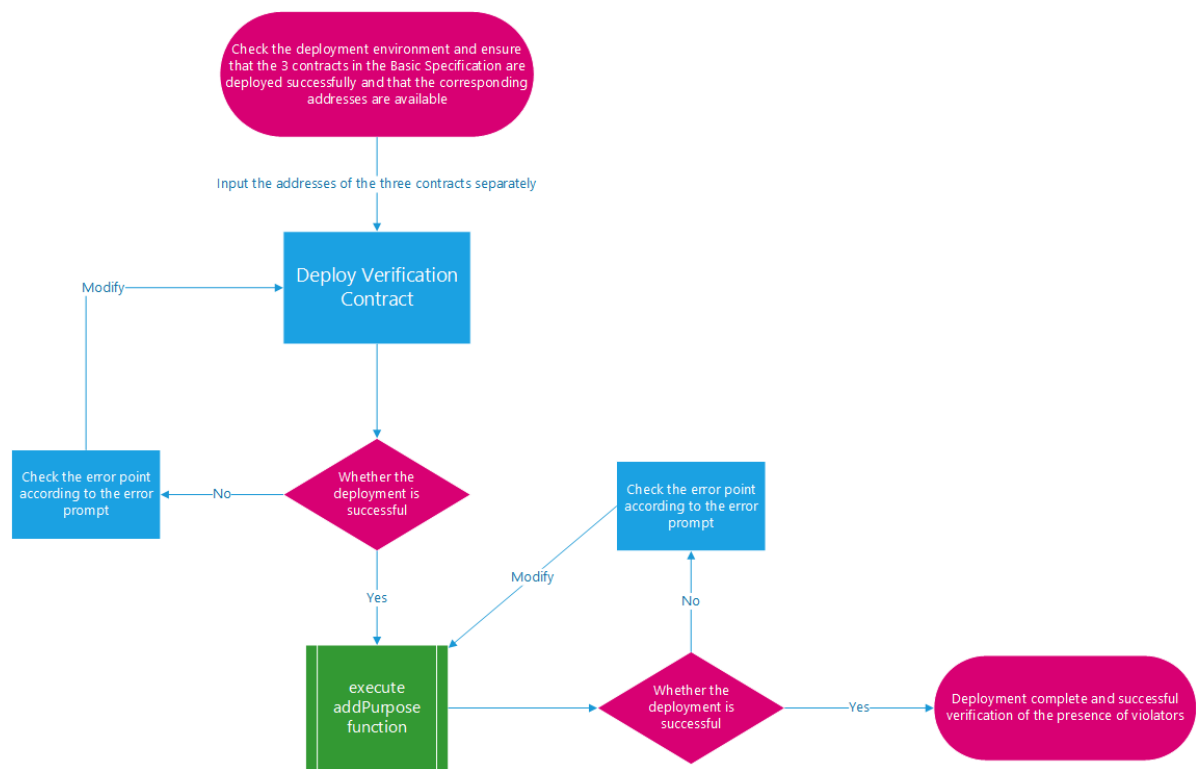 Check the deployment environment and ensure
that the 3 contracts in the Basic Specification are
deployed successfully and that the corresponding
addresses are available
Input the addresses of the three contracts separately
Deploy Verification
Contract
Modify
Check the error point
according to the error
prompt
No
Whether the
deployment is
successful
Yes
execute
addPurpose
function
Check the error point
according to the error
prompt
Modify
No
Whether the
deployment is
successful
Yes
Deployment complete and successful
verification of the presence of violators